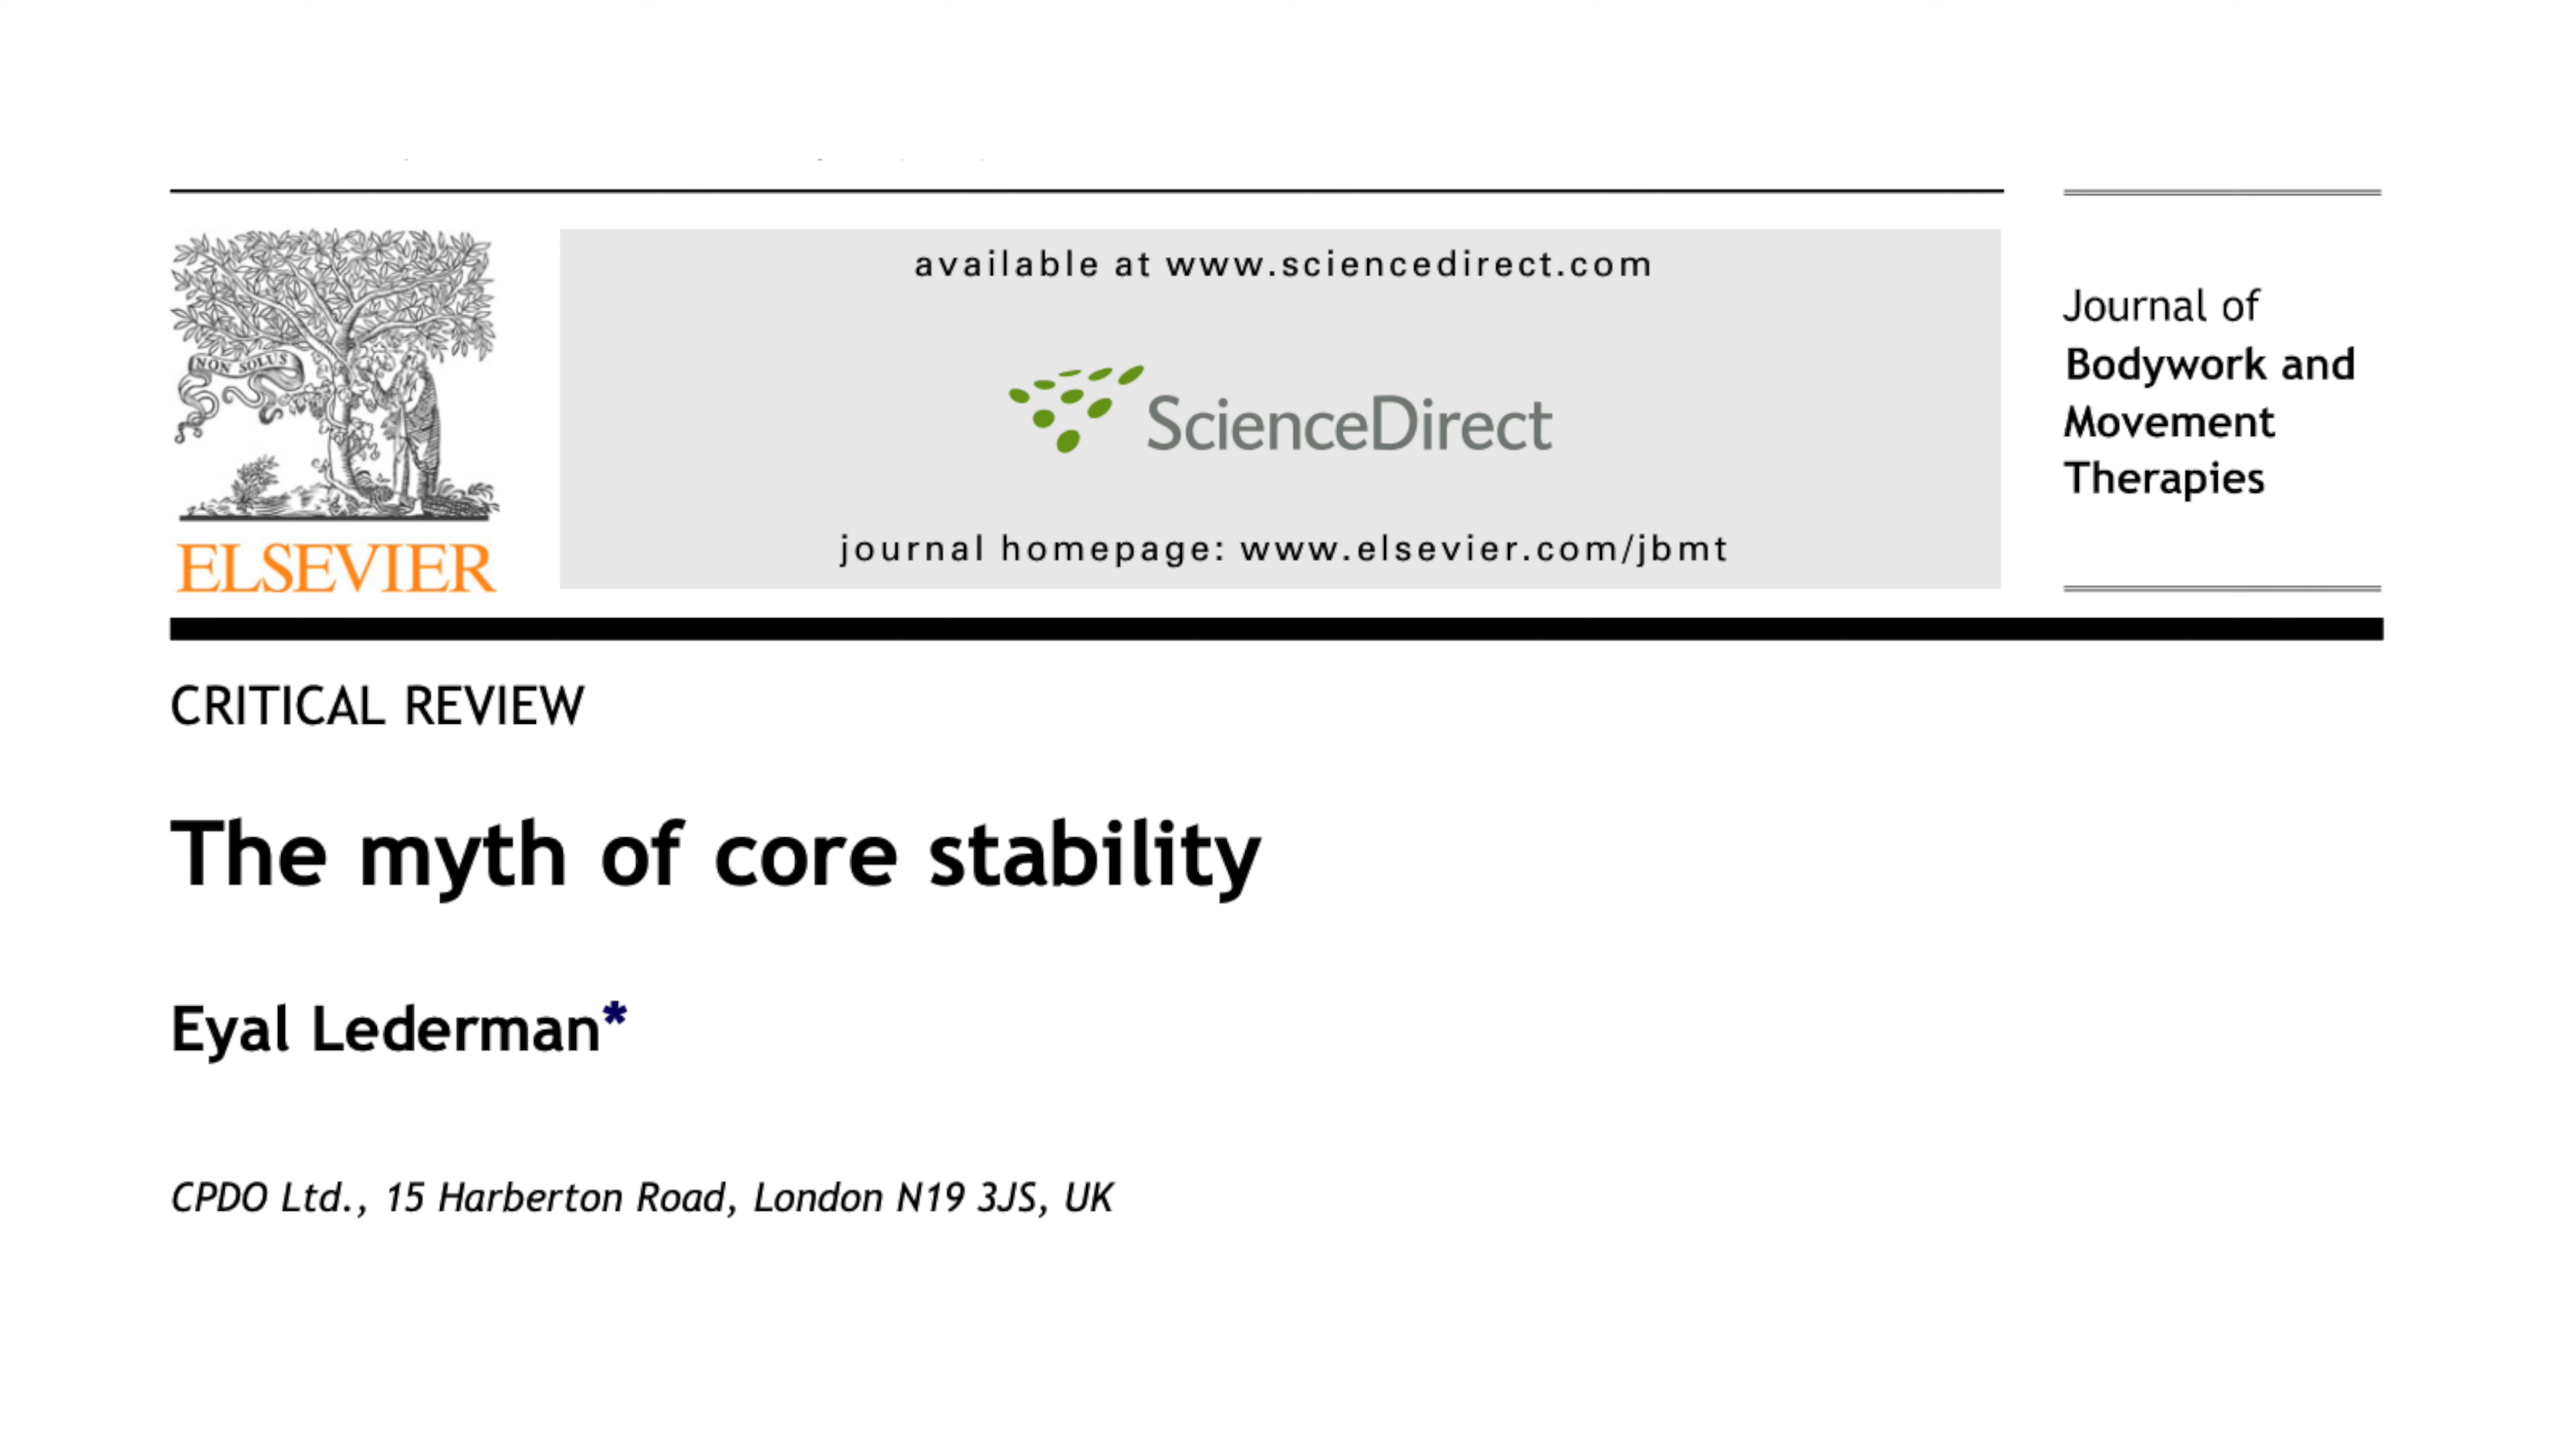 available at www.sciencedirect.com
Journal of
Bodywork and
Movement
Therapies
NON SOLUS
ScienceDirect
ELSEVIER
journal homepage: www.elsevier.com/jbmt
CRITICAL REVIEW
The myth of core stability
Eyal Lederman*
CPDO Ltd., 15 Harberton Road, London N19 3JS, UK